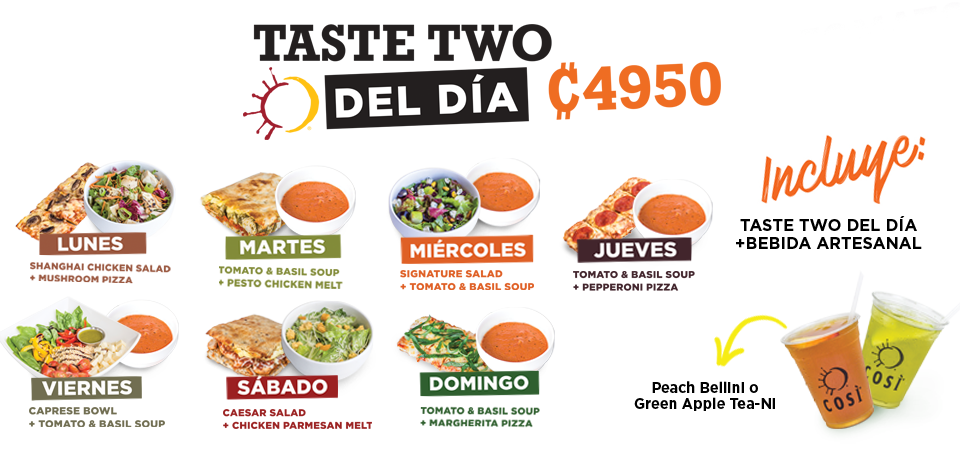 TASTE TWO
DEL DÍA
₡4950
Incluye:
TASTE TWO DEL DÍA
+BEBIDA ARTESANAL
LUNES
SHANGHAI CHICKEN SALAD
+ MUSHROOM PIZZA
MARTES
TOMATO & BASIL SOUP
+ PESTO CHICKEN MELT
MIÉRCOLES
SIGNATURE SALAD
+ TOMATO & BASIL SOUP
JUEVES
TOMATO & BASIL SOUP
+ PEPPERONI PIZZA
VIERNES
CAPRESE BOWL
+ TOMATO & BASIL SOUP
SÁBADO
CAESAR SALAD
+ CHICKEN PARMESAN MELT
DOMINGO
TOMATO & BASIL SOUP
+ MARGHERITA PIZZA
Peach Bellini o
Green Apple Tea-Ni
COSÌ
COSÌ